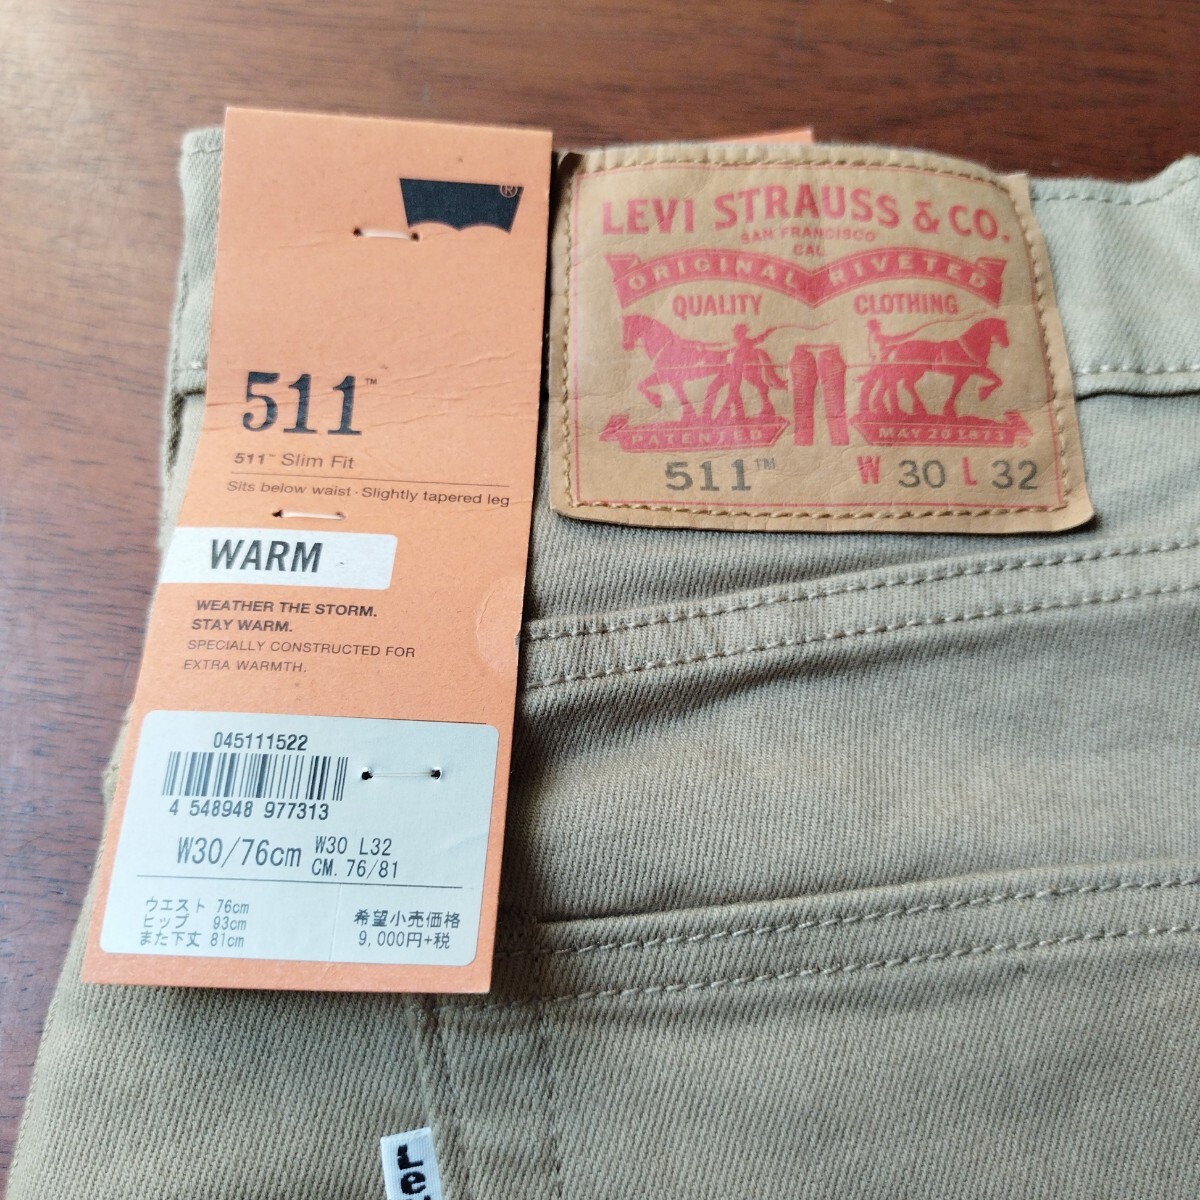 ®
511™
511™ Slim Fit
Sits below waist · Slightly tapered leg
WARM
WEATHER THE STORM.
STAY WARM.
SPECIALLY CONSTRUCTED FOR
EXTRA WARMTH.
045111522
4 548948 977313
W30/76cm
W30 L32
CM. 76/81
ウエスト 76cm
ヒップ 93cm
また下丈 81cm
希望小売価格
9,000円+税
LEVI STRAUSS & CO.
SAN FRANCISCO
CAL
ORIGINAL RIVETED
QUALITY CLOTHING
PATENTED MAY 20 1873
511™ W 30 L 32